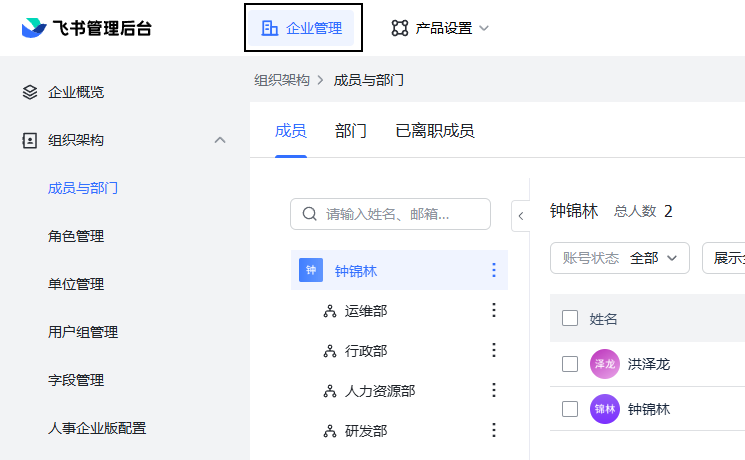 飞书管理后台
企业管理
产品设置
企业概览
组织架构
成员与部门
角色管理
单位管理
用户组管理
字段管理
人事企业版配置
组织架构 > 成员与部门
成员 部门 已离职成员
请输入姓名、邮箱...
钟 钟锦林
运维部
行政部
人力资源部
研发部
钟锦林 总人数 2
账号状态 全部
展示
姓名
泽龙 洪泽龙
锦林 钟锦林